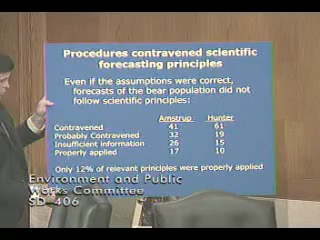 Procedures contravened scientific
forecasting principles
Even if the assumptions were correct,
forecasts of the bear population did not
follow scientific principles:
Amstrup Hunter
Contravened 41 61
Probably Contravened 32 19
Insufficient information 26 15
Properly applied 17 10
Only 12% of relevant principles were properly applied
Environment and Public
Works Committee
SD-406